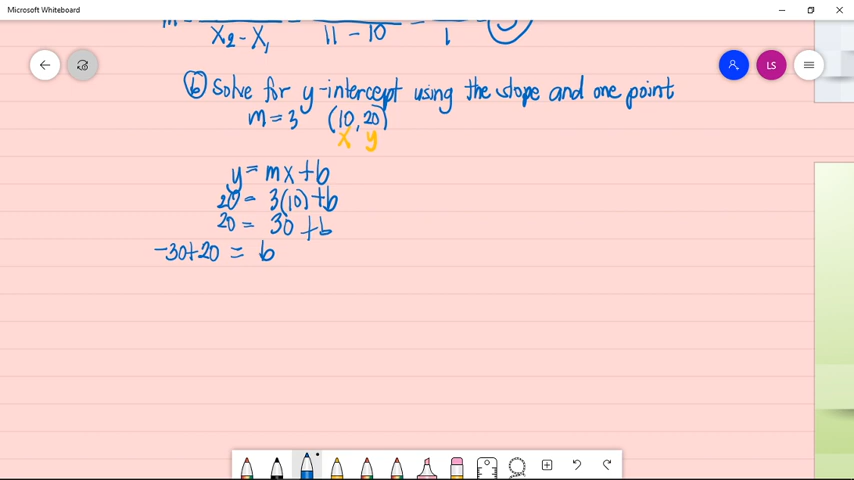 Microsoft Whiteboard
LS
x₂ - x₁ 11 - 10 1
(b) Solve for y-intercept using the slope and one point
m = 3 (10, 20)
x y
y = mx + b
20 = 3(10) + b
20 = 30 + b
-30+20 = b